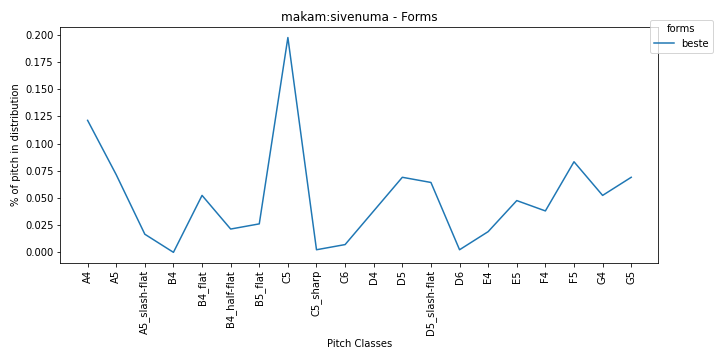 makam:sivenuma - Forms
forms
beste
% of pitch in distribution
0.200
0.175
0.150
0.125
0.100
0.075
0.050
0.025
0.000
A4
A5
A5_slash-flat
B4
B4_flat
B4_half-flat
B5_flat
C5
C5_sharp
C6
D4
D5
D5_slash-flat
D6
E4
E5
F4
F5
G4
G5
Pitch Classes